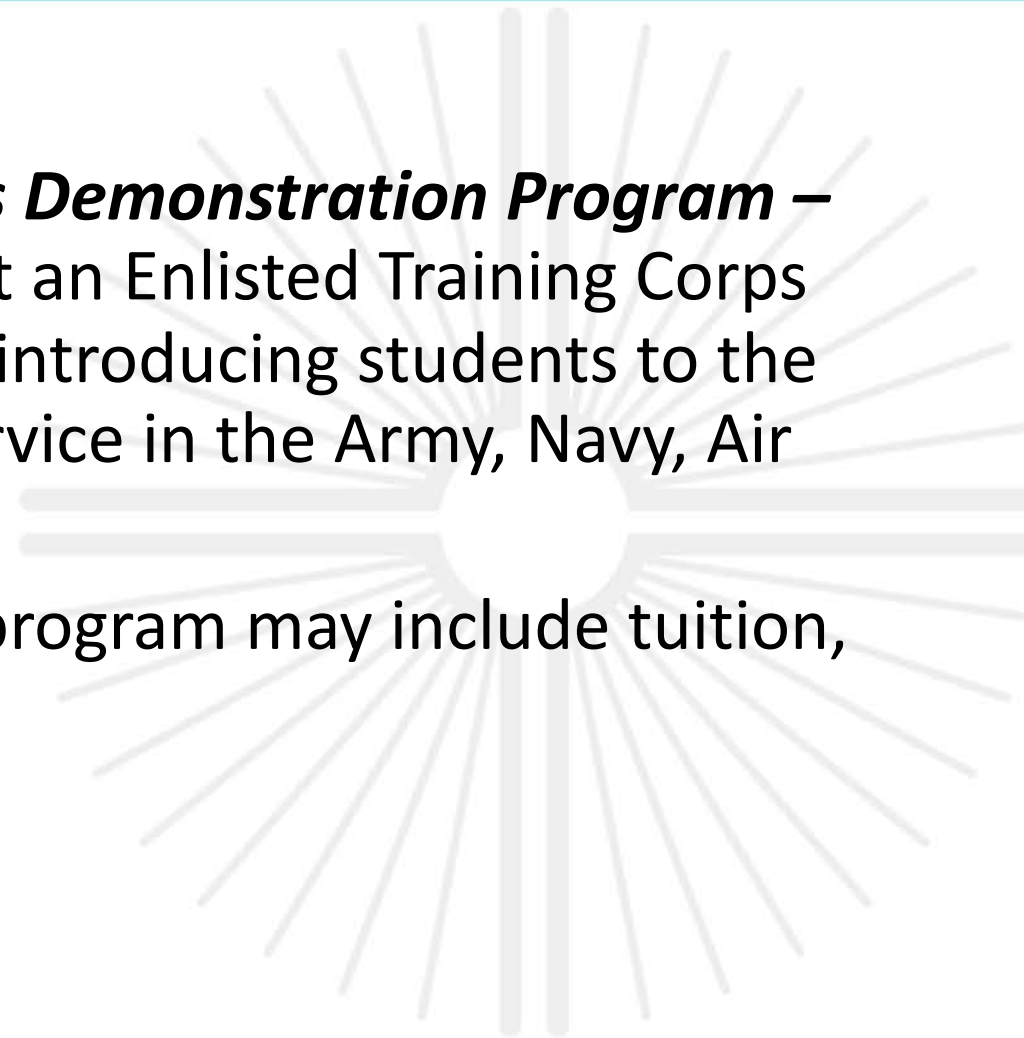 Demonstration Program –
an Enlisted Training Corps
introducing students to the
in the Army, Navy, Air
program may include tuition,